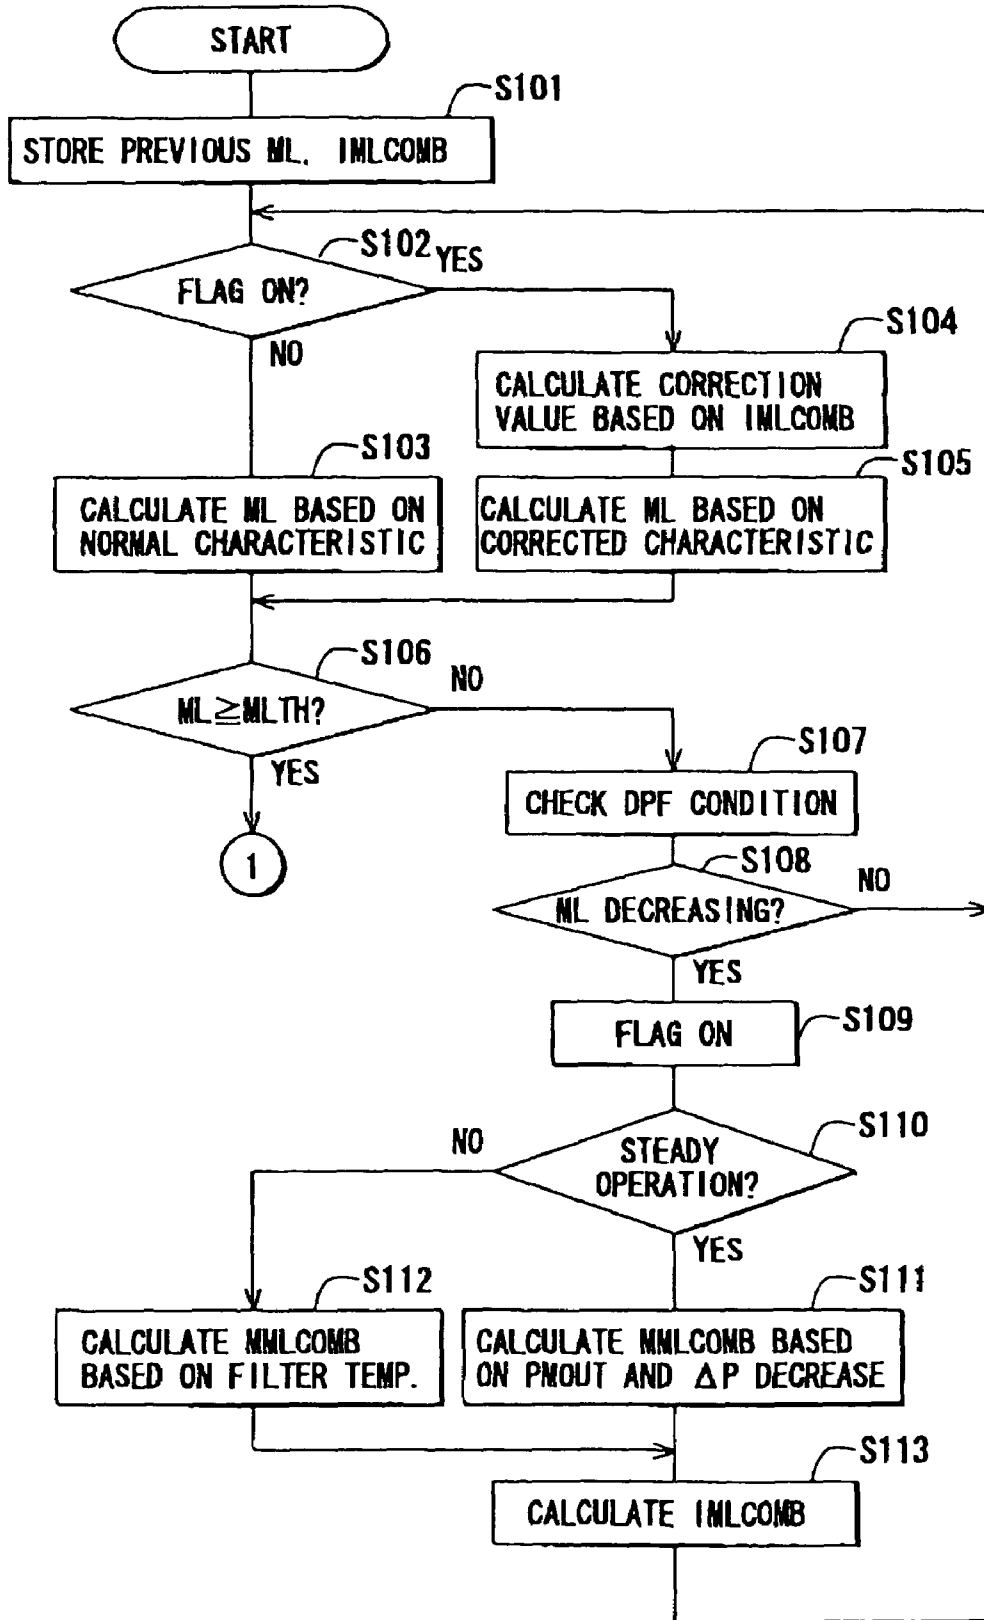 START
S101
STORE PREVIOUS ML, IMLCOMB
S102
YES
FLAG ON?
NO
S104
CALCULATE CORRECTION
VALUE BASED ON IMLCOMB
S103
CALCULATE ML BASED ON
NORMAL CHARACTERISTIC
S105
CALCULATE ML BASED ON
CORRECTED CHARACTERISTIC
S106
NO
ML≧MLTH?
YES
S107
CHECK DPF CONDITION
1
S108
NO
ML DECREASING?
YES
S109
FLAG ON
S110
NO
STEADY
OPERATION?
YES
S112
CALCULATE MMLCOMB
BASED ON FILTER TEMP.
S111
CALCULATE MMLCOMB BASED
ON PMOUT AND ΔP DECREASE
S113
CALCULATE IMLCOMB